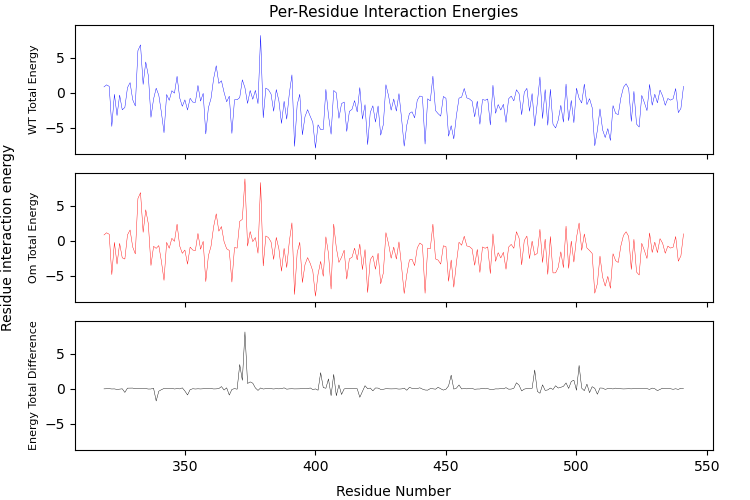 Per-Residue Interaction Energies
WT Total Energy
5
0
−5
Om Total Energy
5
0
−5
Residue interaction energy
Energy Total Difference
5
0
−5
350
400
450
500
550
Residue Number